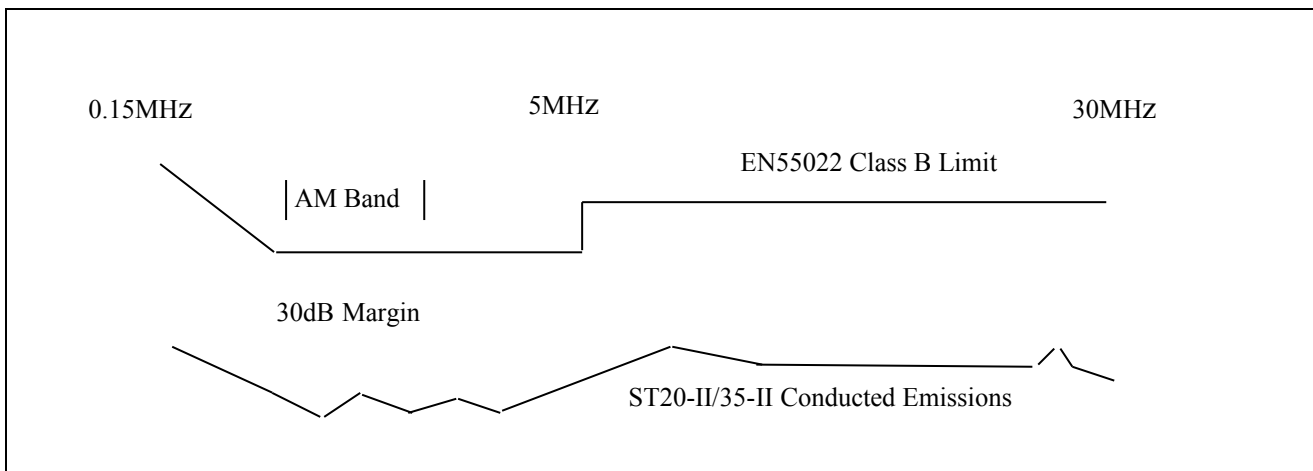 0.15MHz
5MHz
30MHz
EN55022 Class B Limit
AM Band
30dB Margin
ST20-II/35-II Conducted Emissions